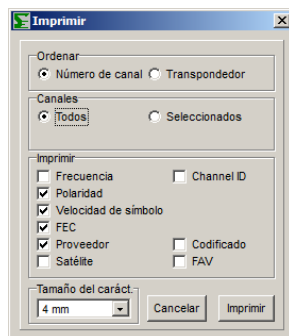 Imprimir
Ordenar
Número de canal Transpondedor
Canales
Todos Seleccionados
Imprimir
Frecuencia Channel ID
Polaridad
Velocidad de símbolo
FEC
Proveedor Codificado
Satélite FAV
Tamaño del caráct.
4 mm Cancelar Imprimir